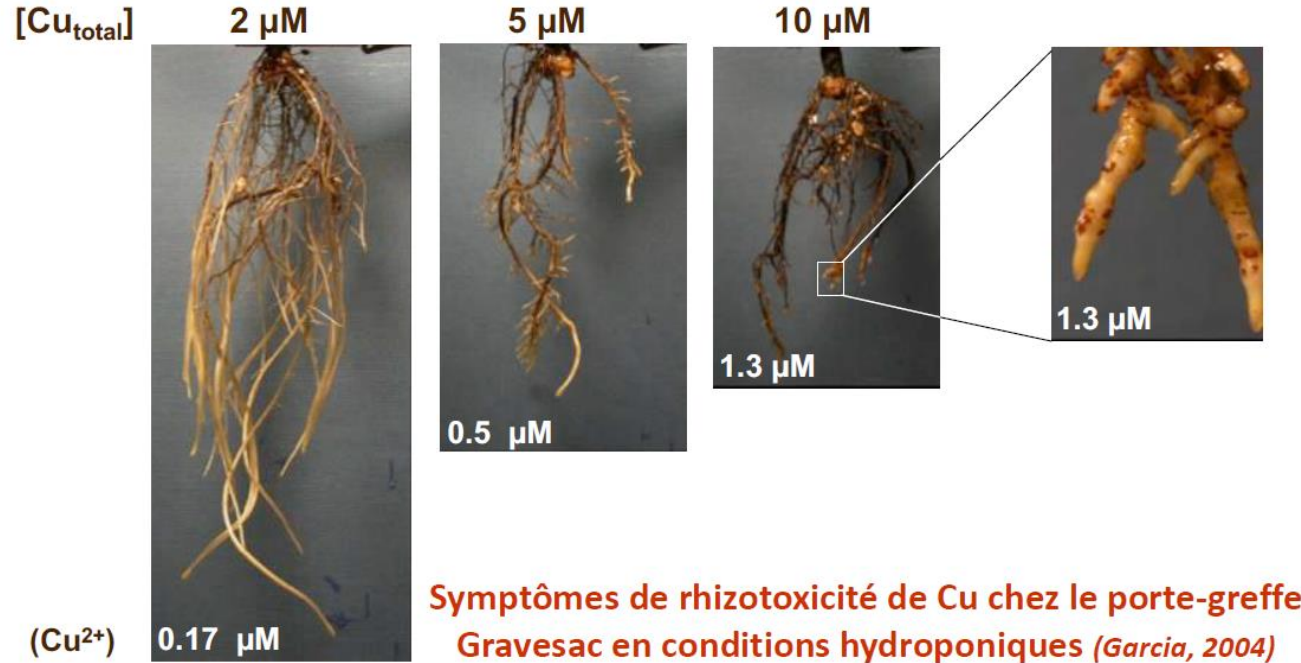 [Cu_total] 2 µM 5 µM 10 µM
1.3 µM
1.3 µM
0.5 µM
(Cu²⁺) 0.17 µM
Symptômes de rhizotoxicité de Cu chez le porte-greffe
Gravesac en conditions hydroponiques (Garcia, 2004)